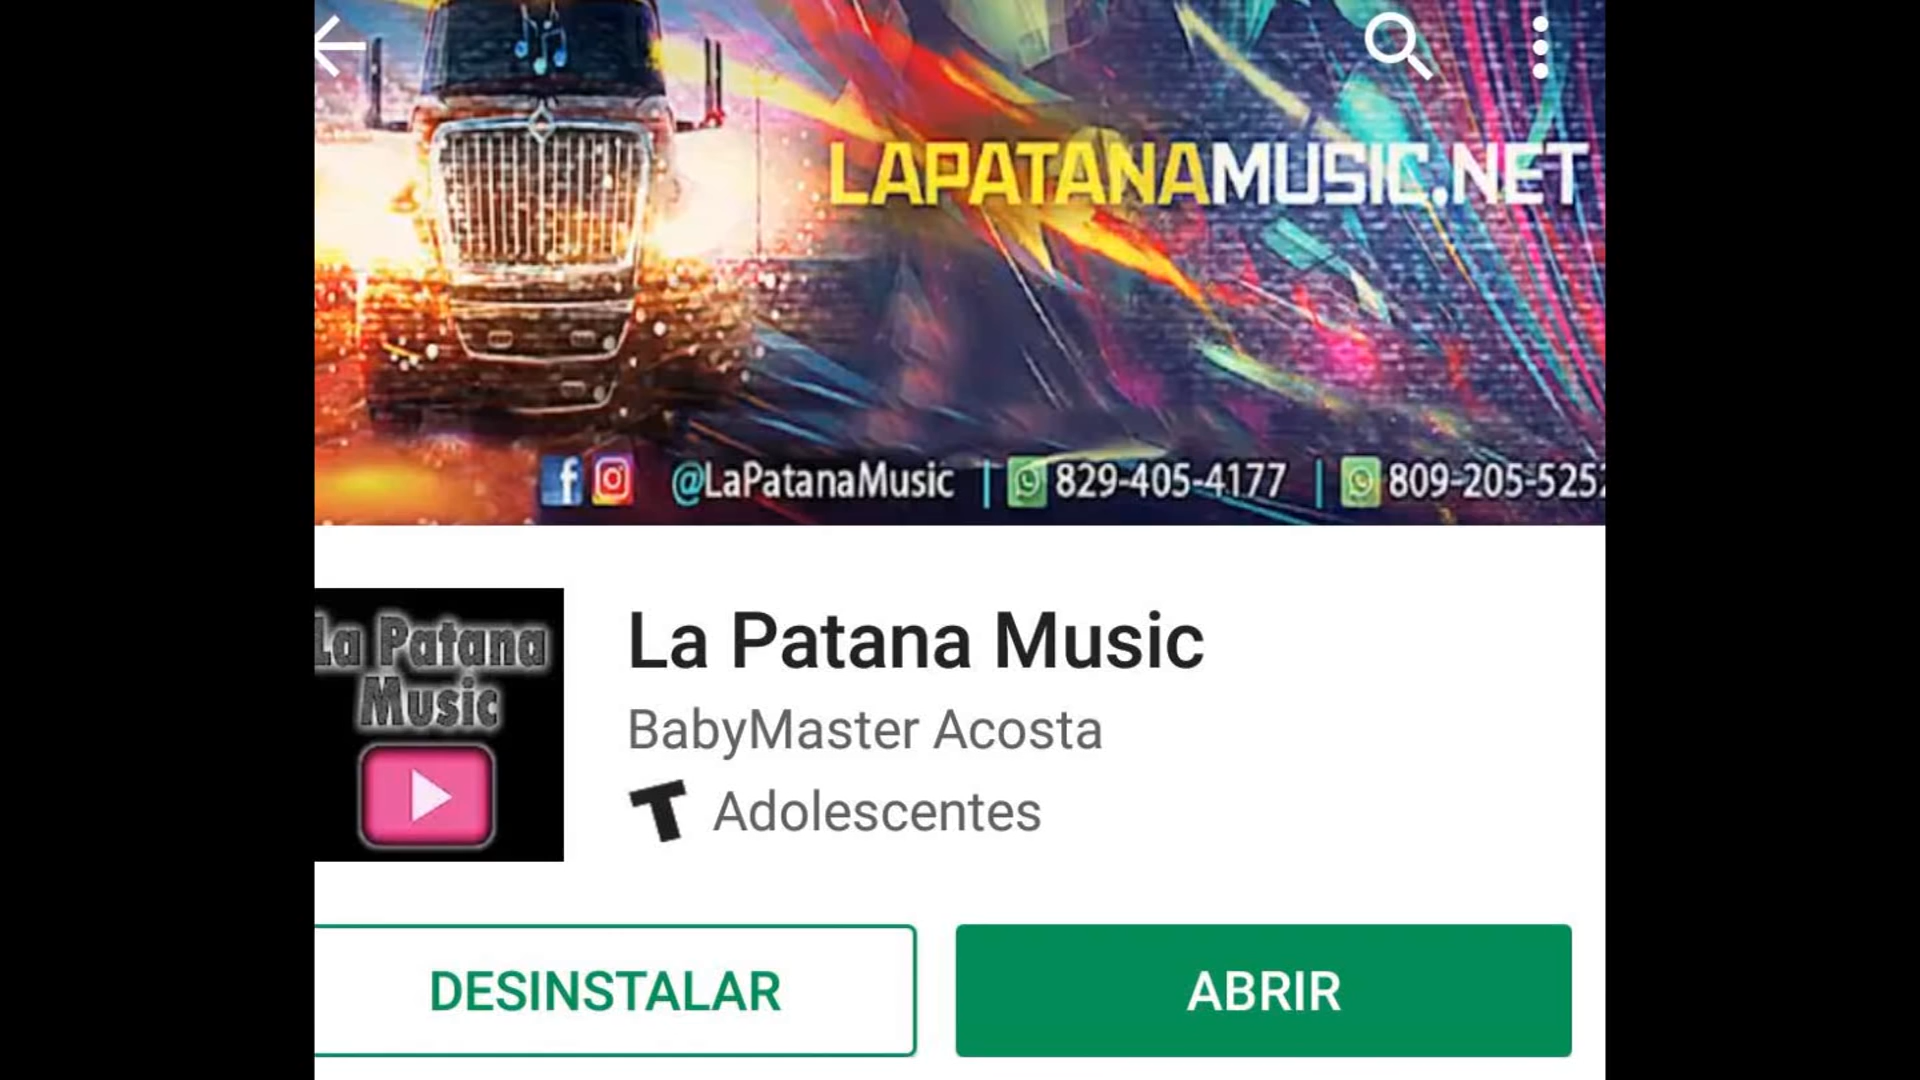 LAPATANAMUSIC.NET
@LaPatanaMusic | 829-405-4177 | 809-205-5252
La Patana
Music
La Patana Music
BabyMaster Acosta
T Adolescentes
DESINSTALAR
ABRIR